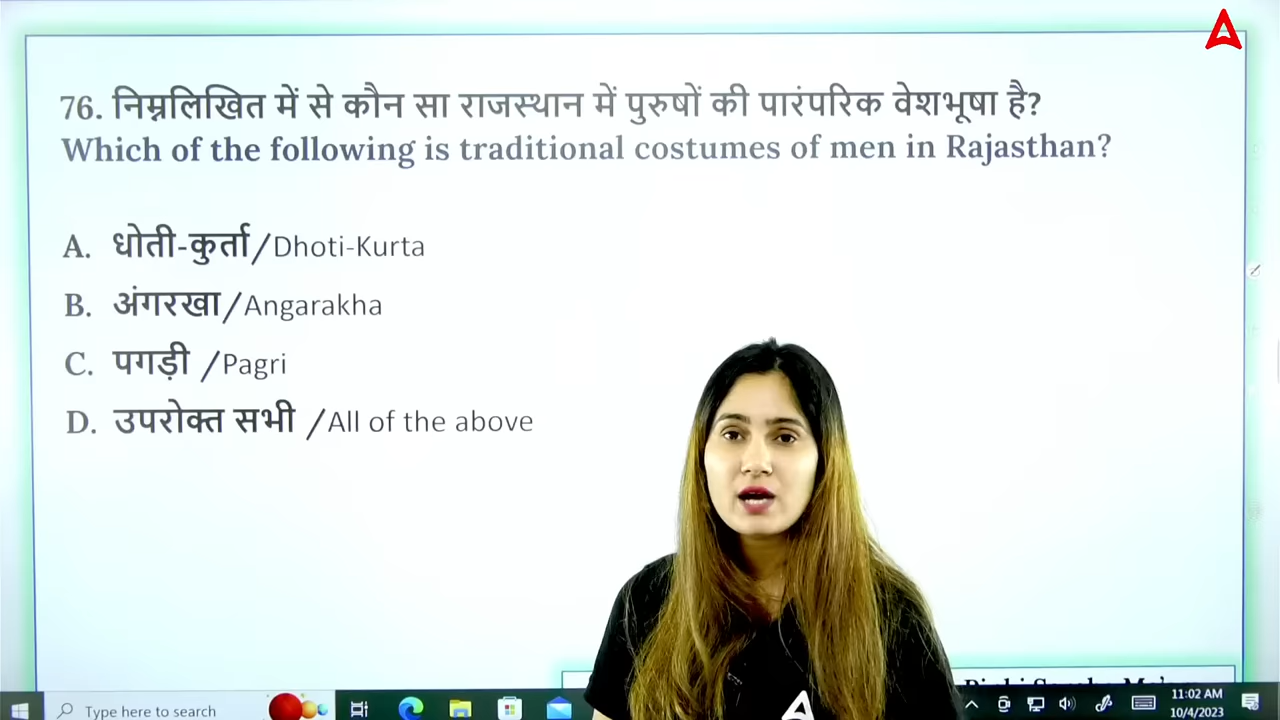 76. निम्नलिखित में से कौन सा राजस्थान में पुरुषों की पारंपरिक वेशभूषा है?
Which of the following is traditional costumes of men in Rajasthan?
A. धोती-कुर्ता/Dhoti-Kurta
B. अंगरखा/Angarakha
C. पगड़ी /Pagri
D. उपरोक्त सभी /All of the above
Type here to search
11:02 AM
10/4/2023